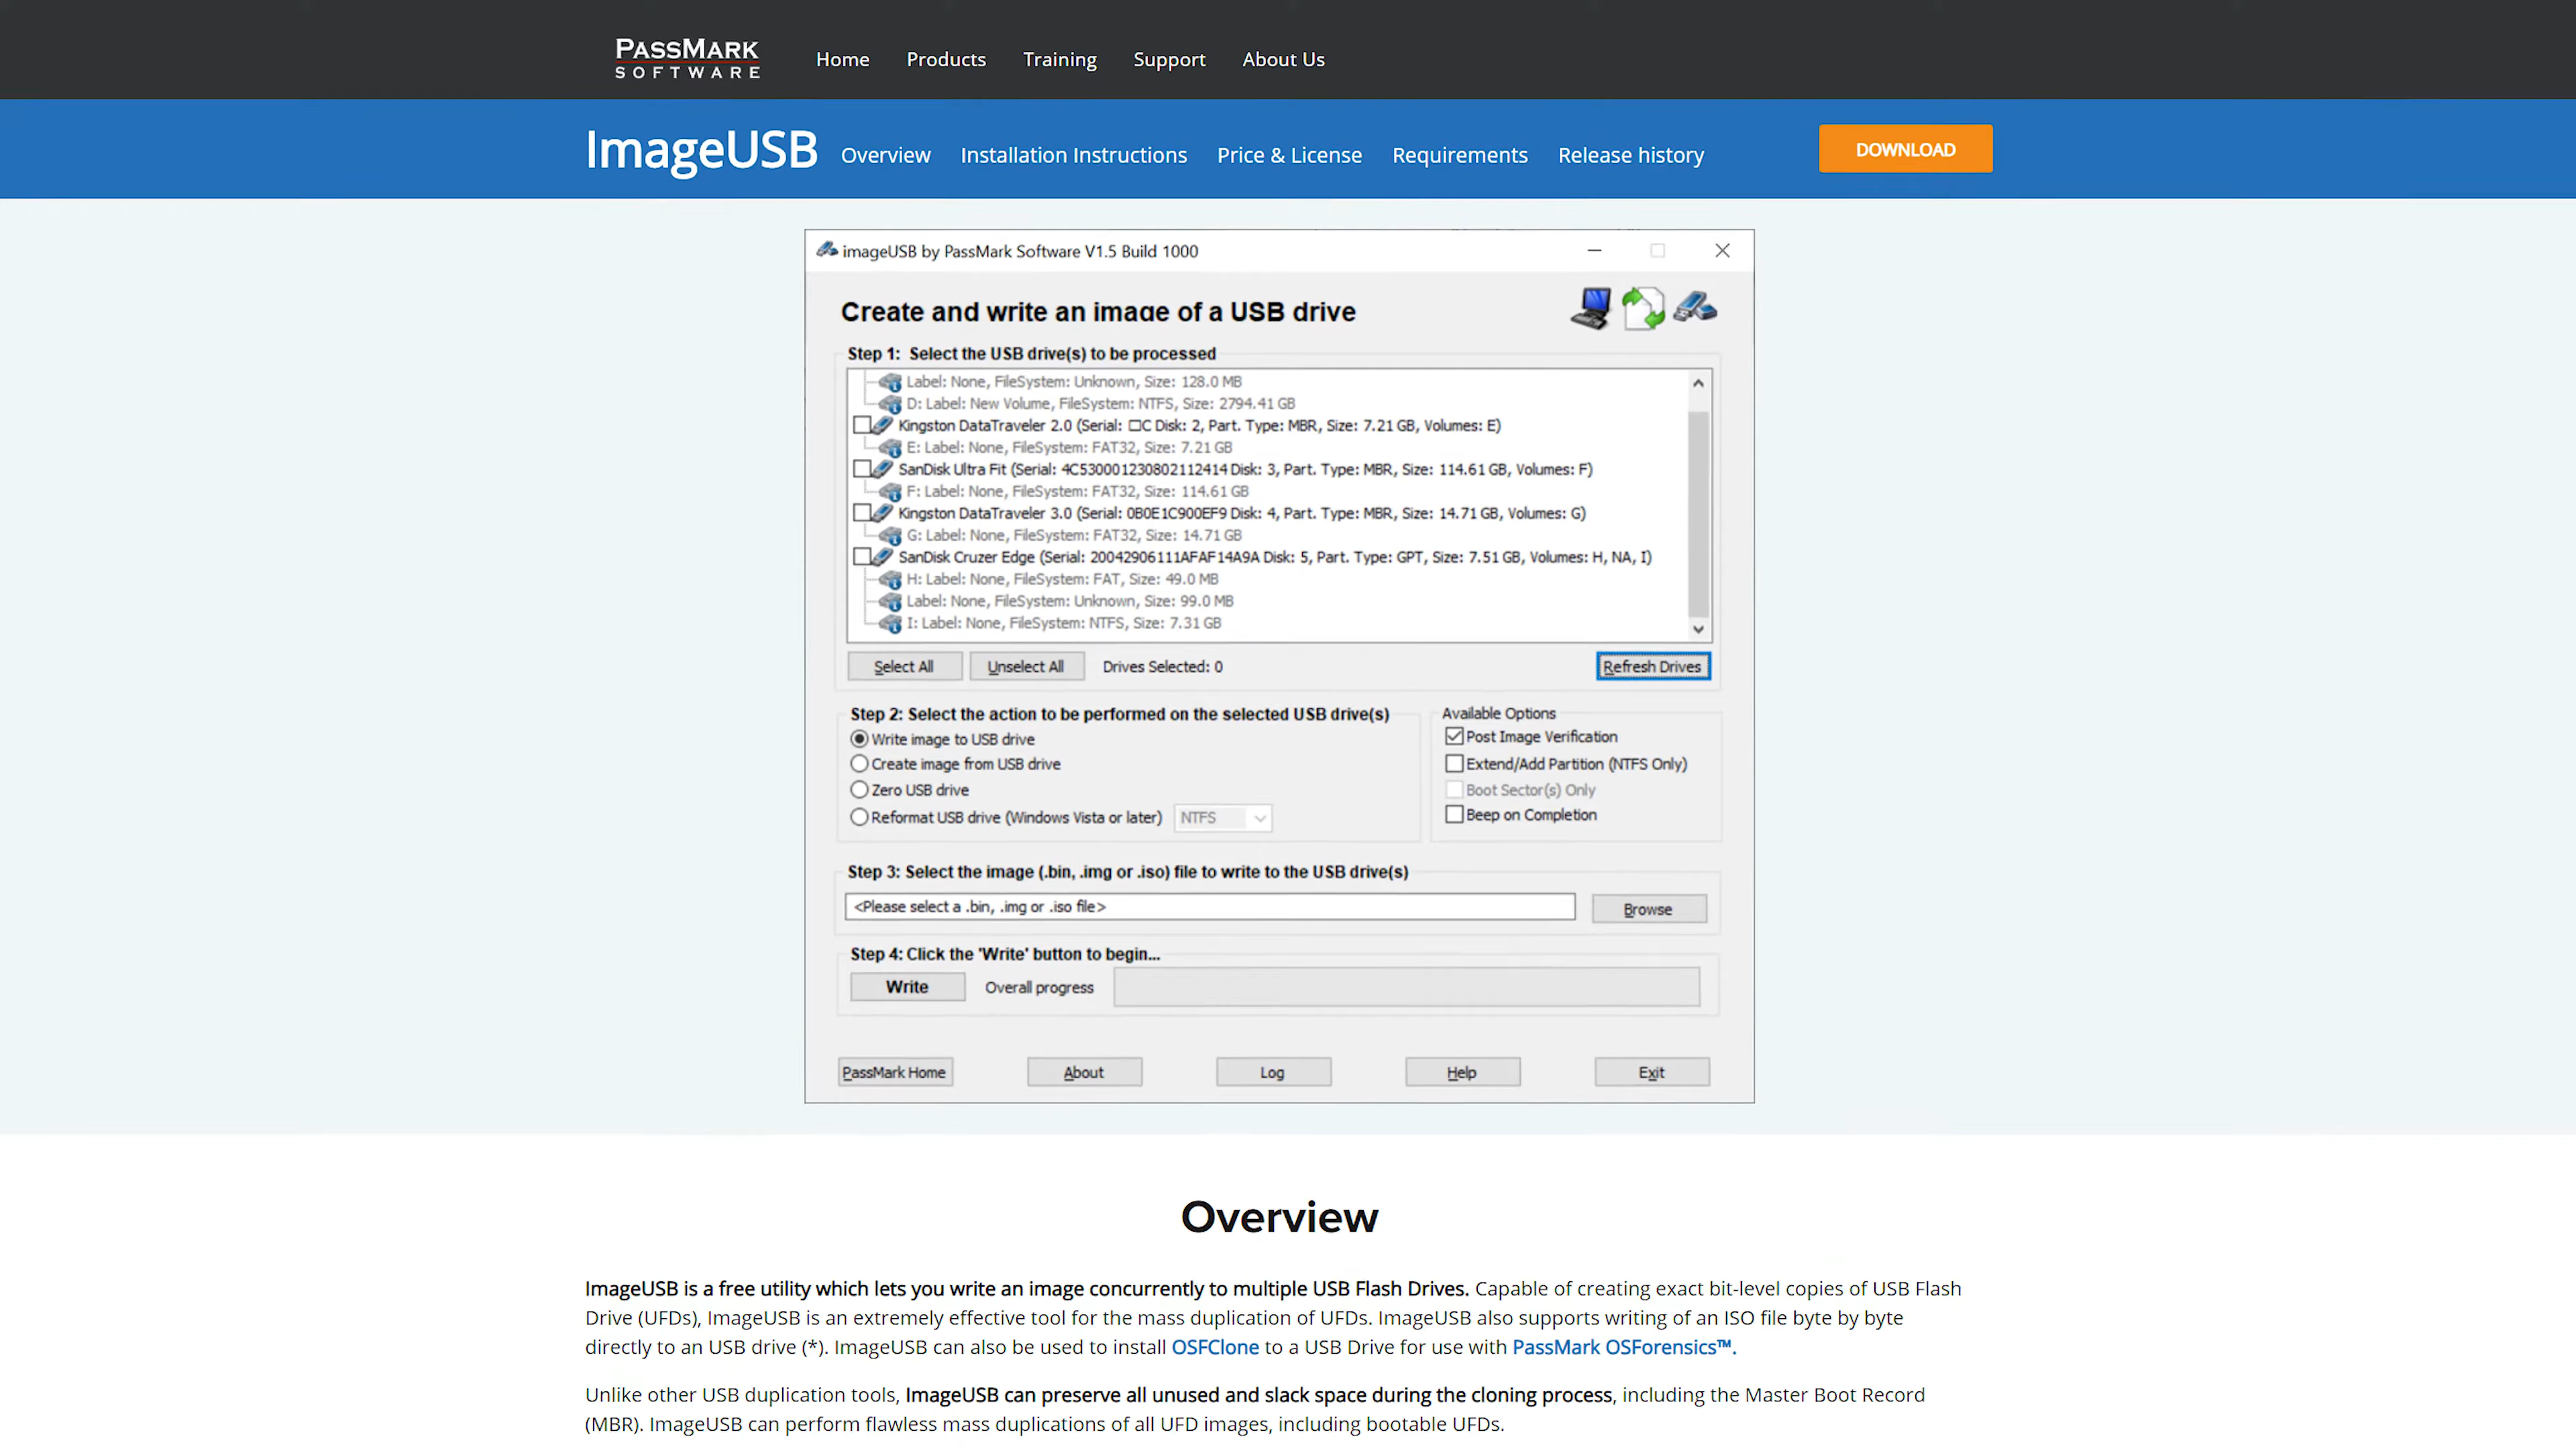 PASSMARK
SOFTWARE
Home Products Training Support About Us
ImageUSB Overview Installation Instructions Price & License Requirements Release history DOWNLOAD
imageUSB by PassMark Software V1.5 Build 1000
Create and write an image of a USB drive
Step 1: Select the USB drive(s) to be processed
Label: None, FileSystem: Unknown, Size: 128.0 MB
D: Label: New Volume, FileSystem: NTFS, Size: 2794.41 GB
Kingston DataTraveler 2.0 (Serial: □C Disk: 2, Part. Type: MBR, Size: 7.21 GB, Volumes: E)
E: Label: None, FileSystem: FAT32, Size: 7.21 GB
SanDisk Ultra Fit (Serial: 4C530001230802112414 Disk: 3, Part. Type: MBR, Size: 114.61 GB, Volumes: F)
F: Label: None, FileSystem: FAT32, Size: 114.61 GB
Kingston DataTraveler 3.0 (Serial: 0B0E1C900EF9 Disk: 4, Part. Type: MBR, Size: 14.71 GB, Volumes: G)
G: Label: None, FileSystem: FAT32, Size: 14.71 GB
SanDisk Cruzer Edge (Serial: 20042906111AFAF14A9A Disk: 5, Part. Type: GPT, Size: 7.51 GB, Volumes: H, NA, I)
H: Label: None, FileSystem: FAT, Size: 49.0 MB
Label: None, FileSystem: Unknown, Size: 99.0 MB
I: Label: None, FileSystem: NTFS, Size: 7.31 GB
Select All Unselect All Drives Selected: 0 Refresh Drives
Step 2: Select the action to be performed on the selected USB drive(s)
Write image to USB drive
Create image from USB drive
Zero USB drive
Reformat USB drive (Windows Vista or later) NTFS
Available Options
Post Image Verification
Extend/Add Partition (NTFS Only)
Boot Sector(s) Only
Beep on Completion
Step 3: Select the image (.bin, .img or .iso) file to write to the USB drive(s)
<Please select a .bin, .img or .iso file> Browse
Step 4: Click the 'Write' button to begin...
Write Overall progress
PassMark Home About Log Help Exit
Overview
ImageUSB is a free utility which lets you write an image concurrently to multiple USB Flash Drives. Capable of creating exact bit-level copies of USB Flash
Drive (UFDs), ImageUSB is an extremely effective tool for the mass duplication of UFDs. ImageUSB also supports writing of an ISO file byte by byte
directly to an USB drive (*). ImageUSB can also be used to install OSFClone to a USB Drive for use with PassMark OSForensics™.
Unlike other USB duplication tools, ImageUSB can preserve all unused and slack space during the cloning process, including the Master Boot Record
(MBR). ImageUSB can perform flawless mass duplications of all UFD images, including bootable UFDs.